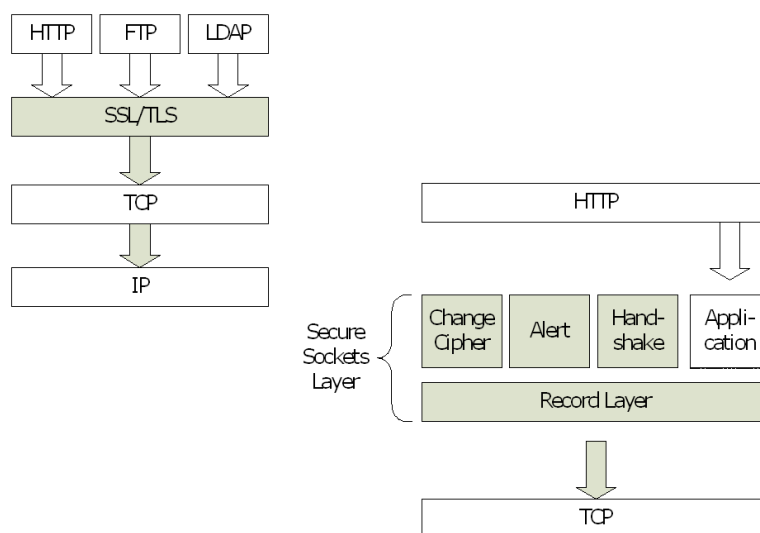 HTTP
FTP
LDAP
SSL/TLS
TCP
IP
HTTP
Secure
Sockets
Layer
Change
Cipher
Alert
Hand-
shake
Appli-
cation
Record Layer
TCP